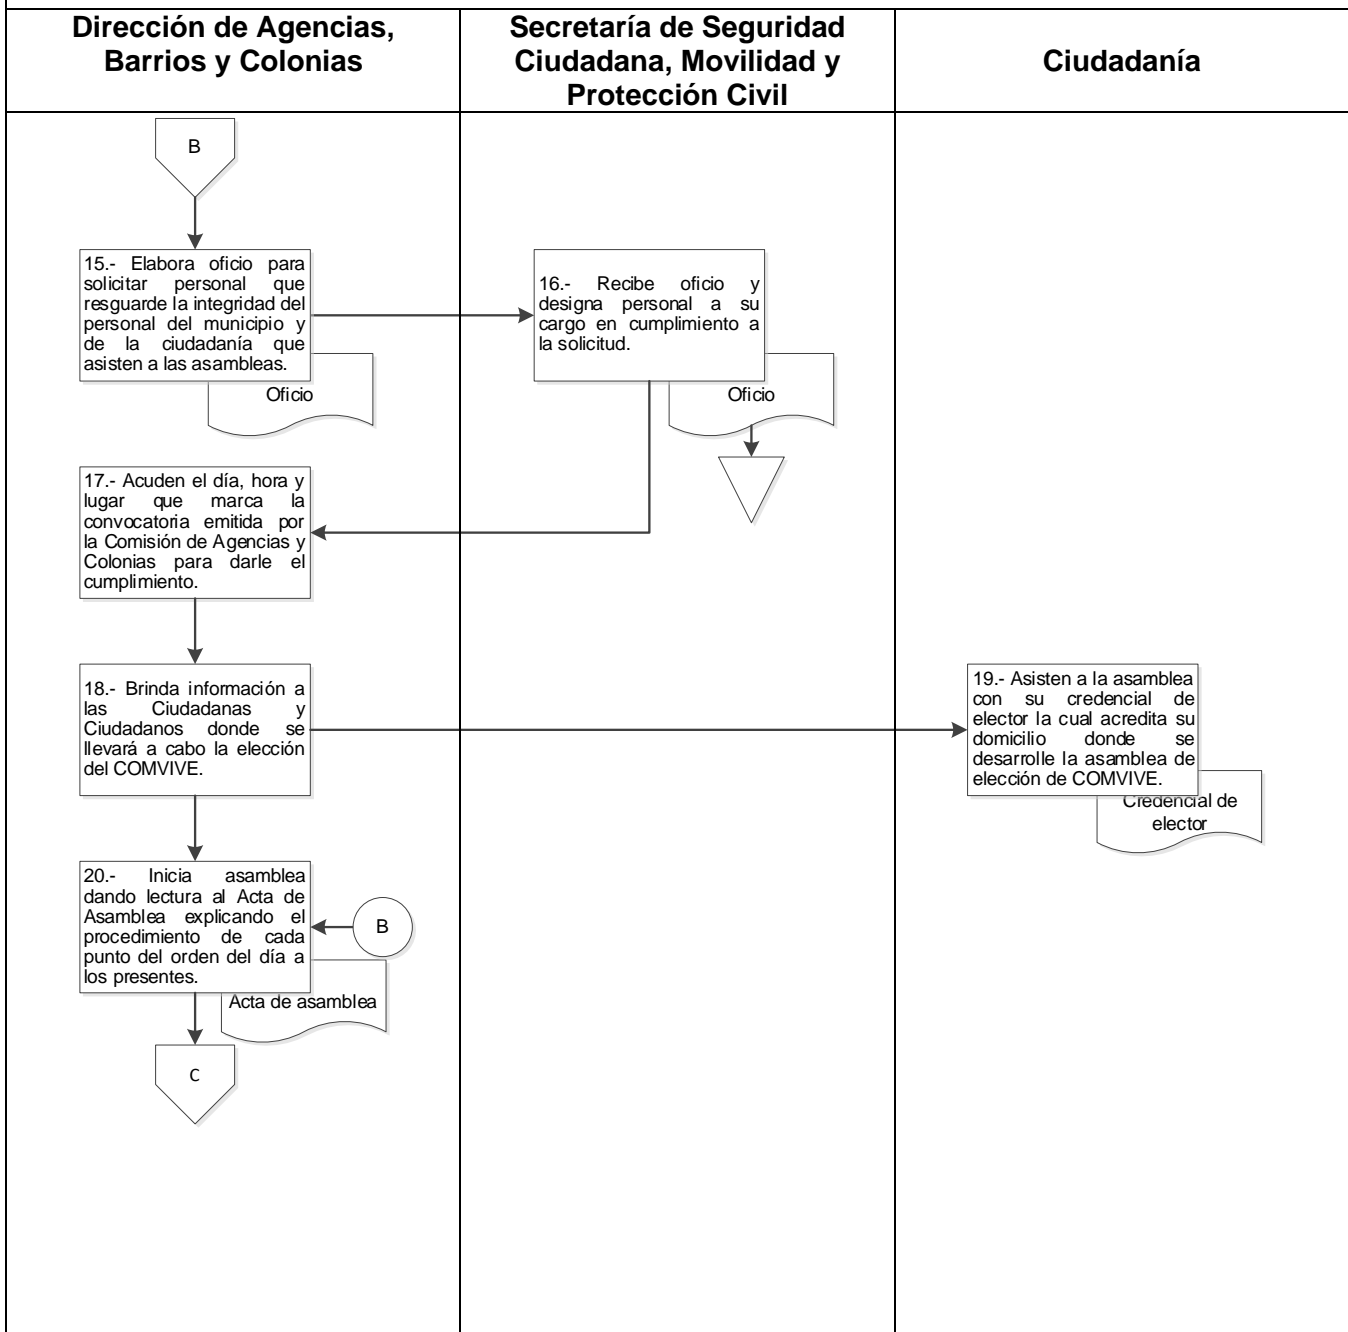 Dirección de Agencias,
Barrios y Colonias
Secretaría de Seguridad
Ciudadana, Movilidad y
Protección Civil
Ciudadanía
B
15.- Elabora oficio para
solicitar personal que
resguarde la integridad del
personal del municipio y
de la ciudadanía que
asisten a las asambleas.
Oficio
16.- Recibe oficio y
designa personal a su
cargo en cumplimiento a
la solicitud.
Oficio
17.- Acuden el día, hora y
lugar que marca la
convocatoria emitida por
la Comisión de Agencias y
Colonias para darle el
cumplimiento.
18.- Brinda información a
las Ciudadanas y
Ciudadanos donde se
llevará a cabo la elección
del COMVIVE.
19.- Asisten a la asamblea
con su credencial de
elector la cual acredita su
domicilio donde se
desarrolle la asamblea de
elección de COMVIVE.
Credencial de
elector
20.- Inicia asamblea
dando lectura al Acta de
Asamblea explicando el
procedimiento de cada
punto del orden del día a
los presentes.
B
Acta de asamblea
C